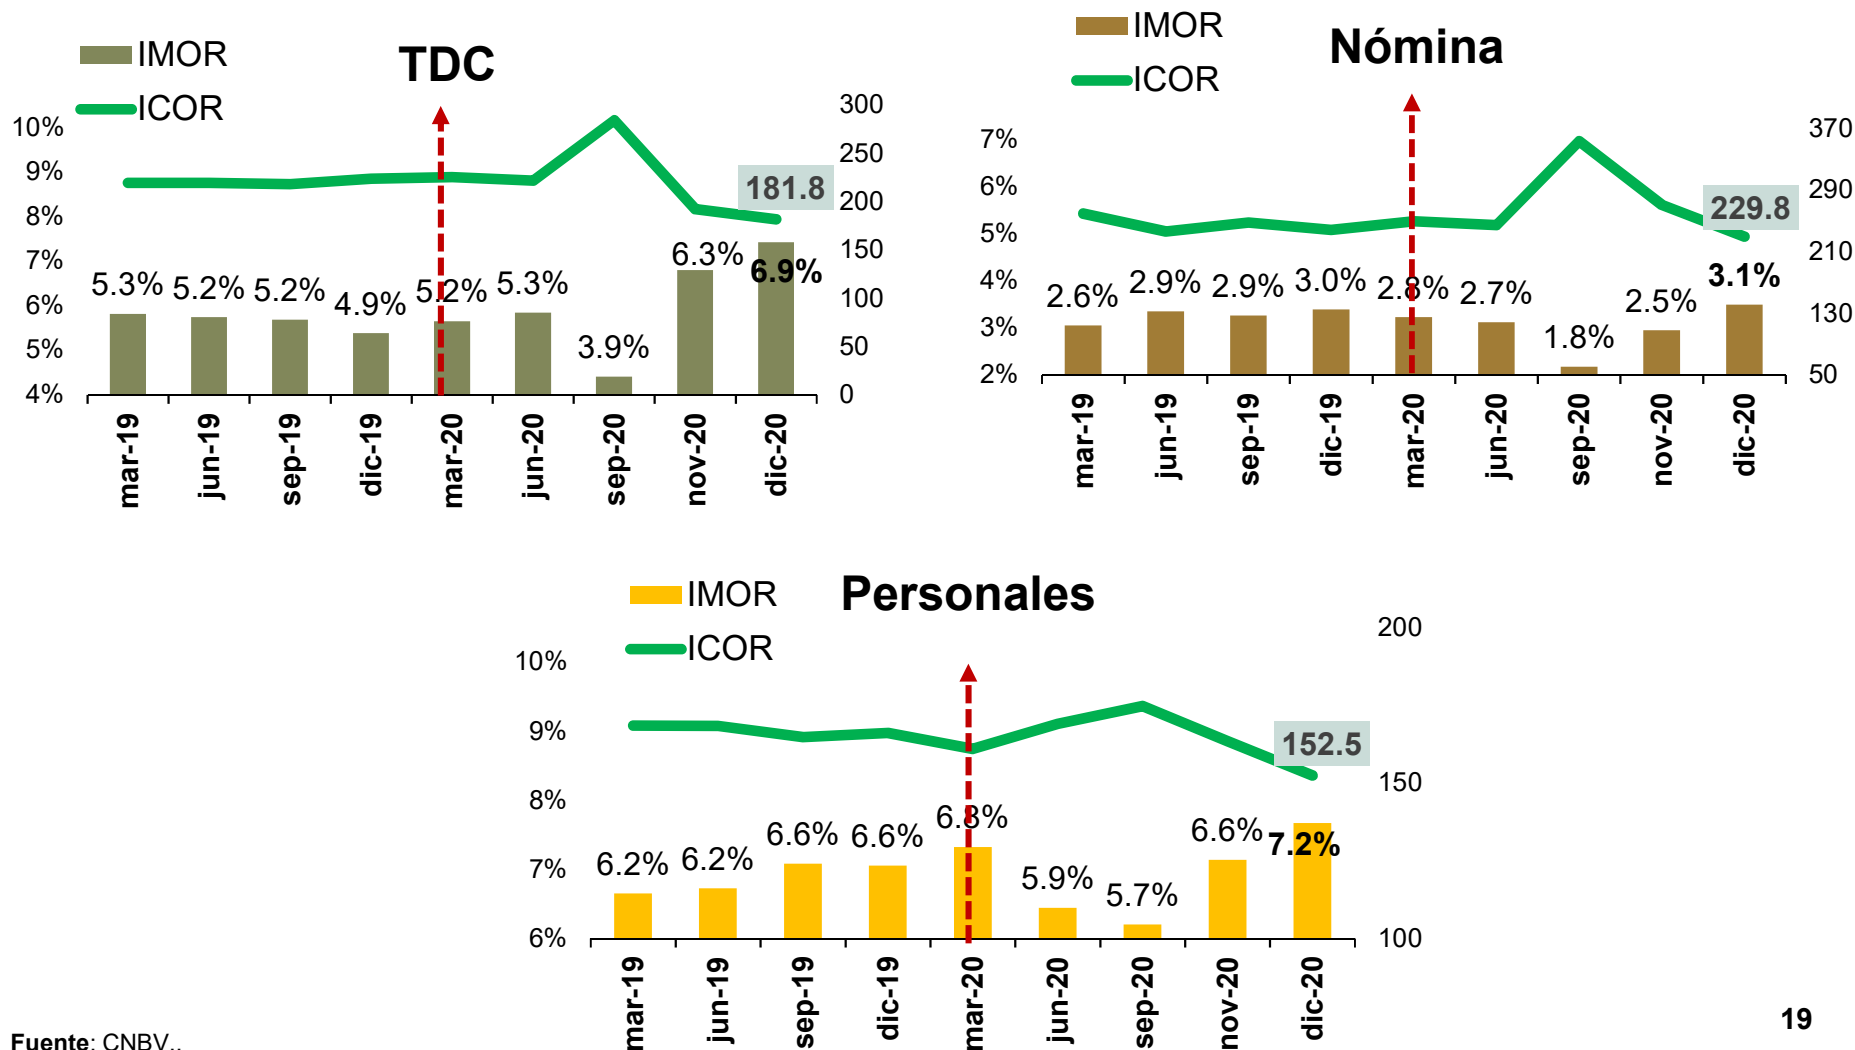 TDC
IMOR
ICOR
10%
9%
8%
7%
6%
5%
4%
300
250
200
150
100
50
0
181.8
5.3% 5.2% 5.2% 4.9% 5.2% 5.3% 3.9% 6.3% 6.9%
mar-19 jun-19 sep-19 dic-19 mar-20 jun-20 sep-20 nov-20 dic-20
Nómina
IMOR
ICOR
7%
6%
5%
4%
3%
2%
370
290
210
130
50
229.8
2.6% 2.9% 2.9% 3.0% 2.8% 2.7% 1.8% 2.5% 3.1%
mar-19 jun-19 sep-19 dic-19 mar-20 jun-20 sep-20 nov-20 dic-20
Personales
IMOR
ICOR
10%
9%
8%
7%
6%
200
150
100
152.5
6.2% 6.2% 6.6% 6.6% 6.8% 5.9% 5.7% 6.6% 7.2%
mar-19 jun-19 sep-19 dic-19 mar-20 jun-20 sep-20 nov-20 dic-20
19
Fuente: CNBV..